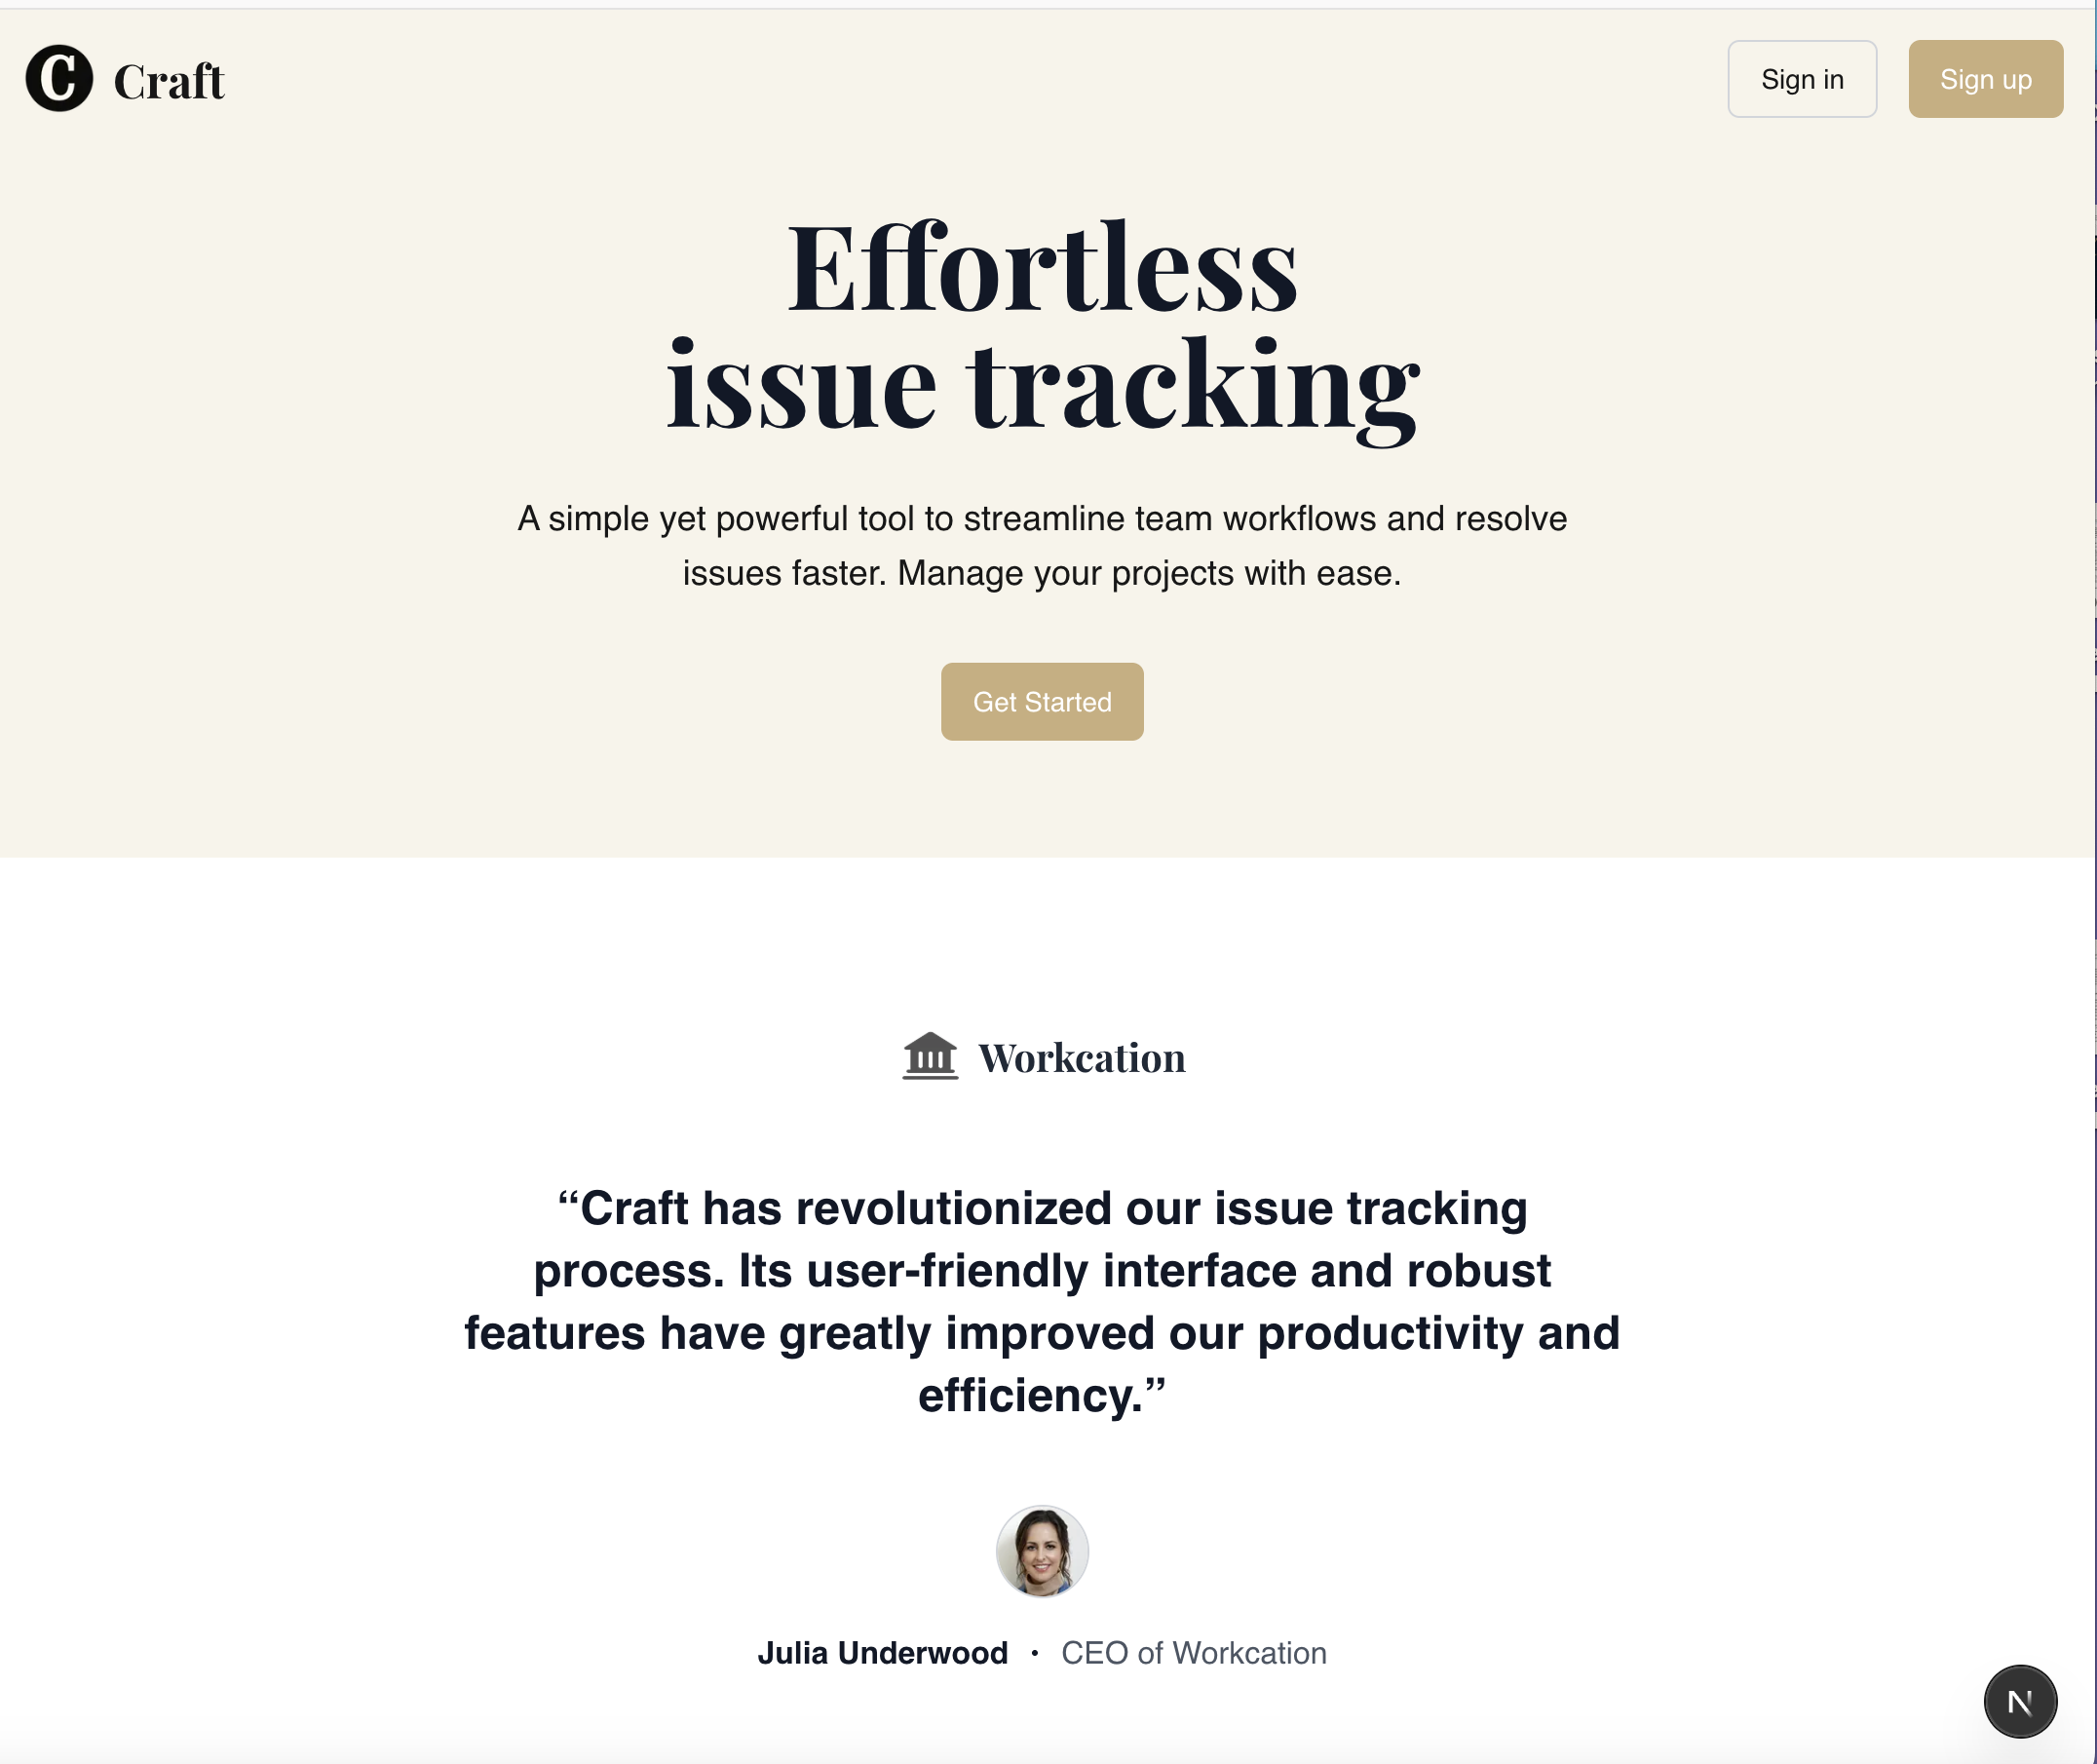 C Craft
Sign in
Sign up
Effortless
issue tracking
A simple yet powerful tool to streamline team workflows and resolve
issues faster. Manage your projects with ease.
Get Started
Workcation
“Craft has revolutionized our issue tracking
process. Its user-friendly interface and robust
features have greatly improved our productivity and
efficiency.”
Julia Underwood · CEO of Workcation
N